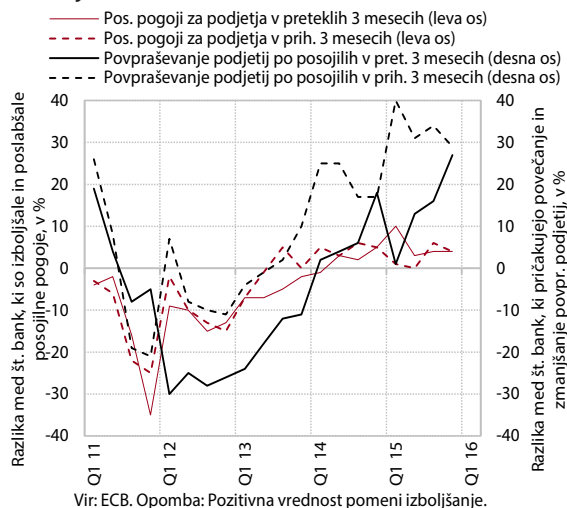 Pos. pogoji za podjetja v preteklih 3 mesecih (leva os)
Pos. pogoji za podjetja v prih. 3 mesecih (leva os)
Povpraševanje podjetij po posojilih v pret. 3 mesecih (desna os)
Povpraševanje podjetij po posojilih v prih. 3 mesecih (desna os)
Razlika med št. bank, ki so izboljšale in poslabšale
posojilne pogoje, v %
40
30
20
10
0
-10
-20
-30
-40
40
30
20
10
0
-10
-20
-30
-40
Razlika med št. bank, ki pričakujejo povečanje in
zmanjšanje povpr. podjetij, v %
Q1 11
Q1 12
Q1 13
Q1 14
Q1 15
Q1 16
Vir: ECB. Opomba: Pozitivna vrednost pomeni izboljšanje.